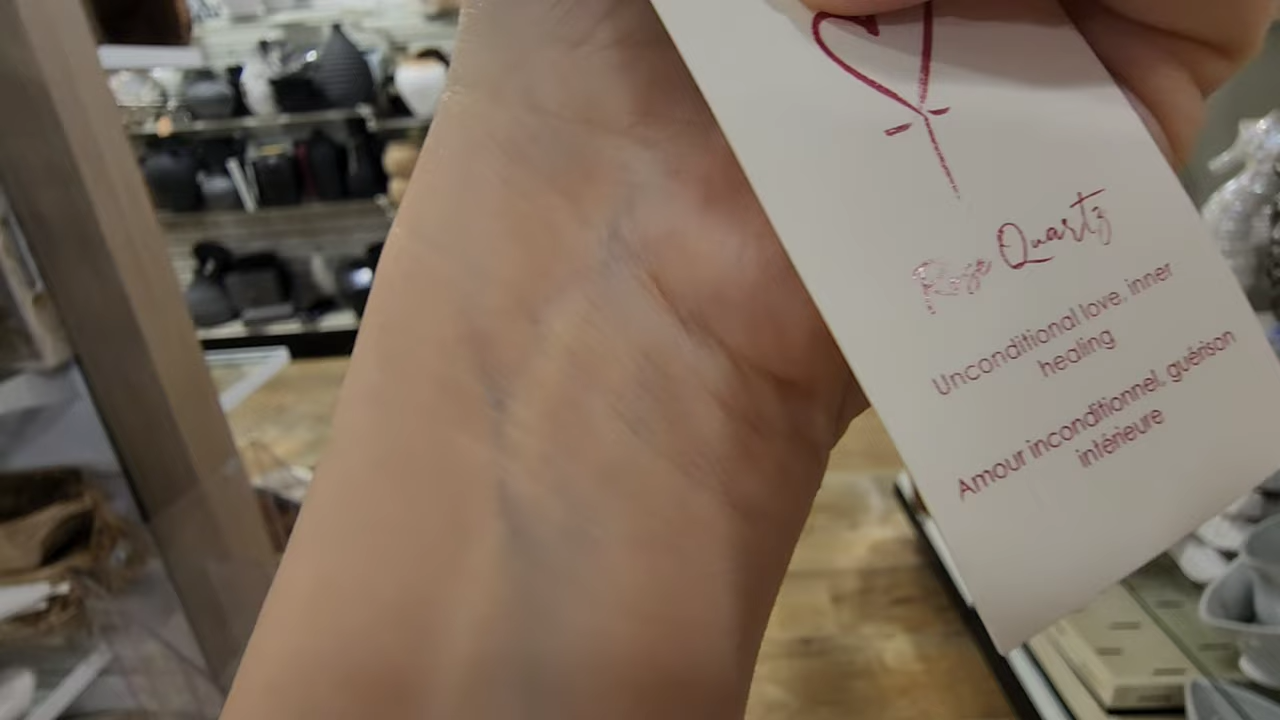 Rose Quartz
Unconditional love, inner
healing
Amour inconditionnel, guérison
intérieure